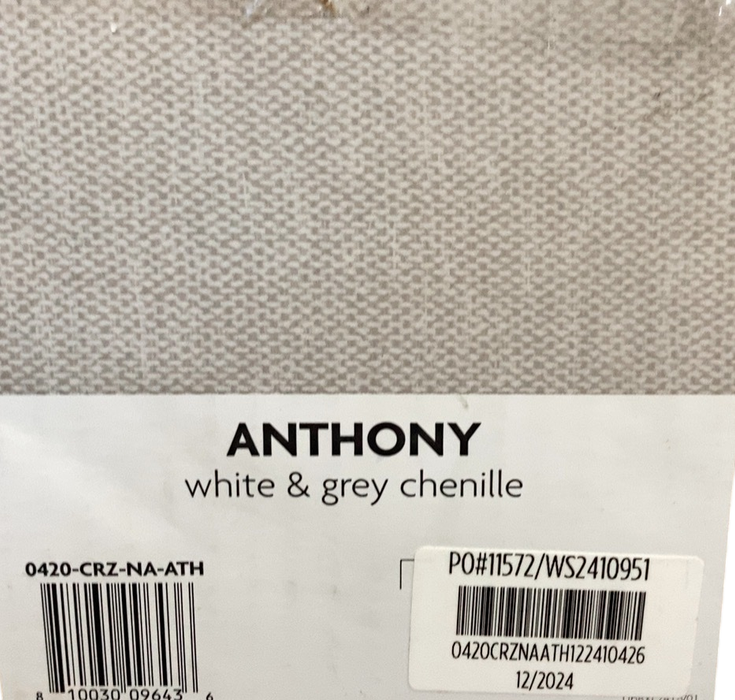 ANTHONY
white & grey chenille
0420-CRZ-NA-ATH
8 10030 09643 6
PO#11572/WS2410951
0420CRZNAATH122410426
12/2024